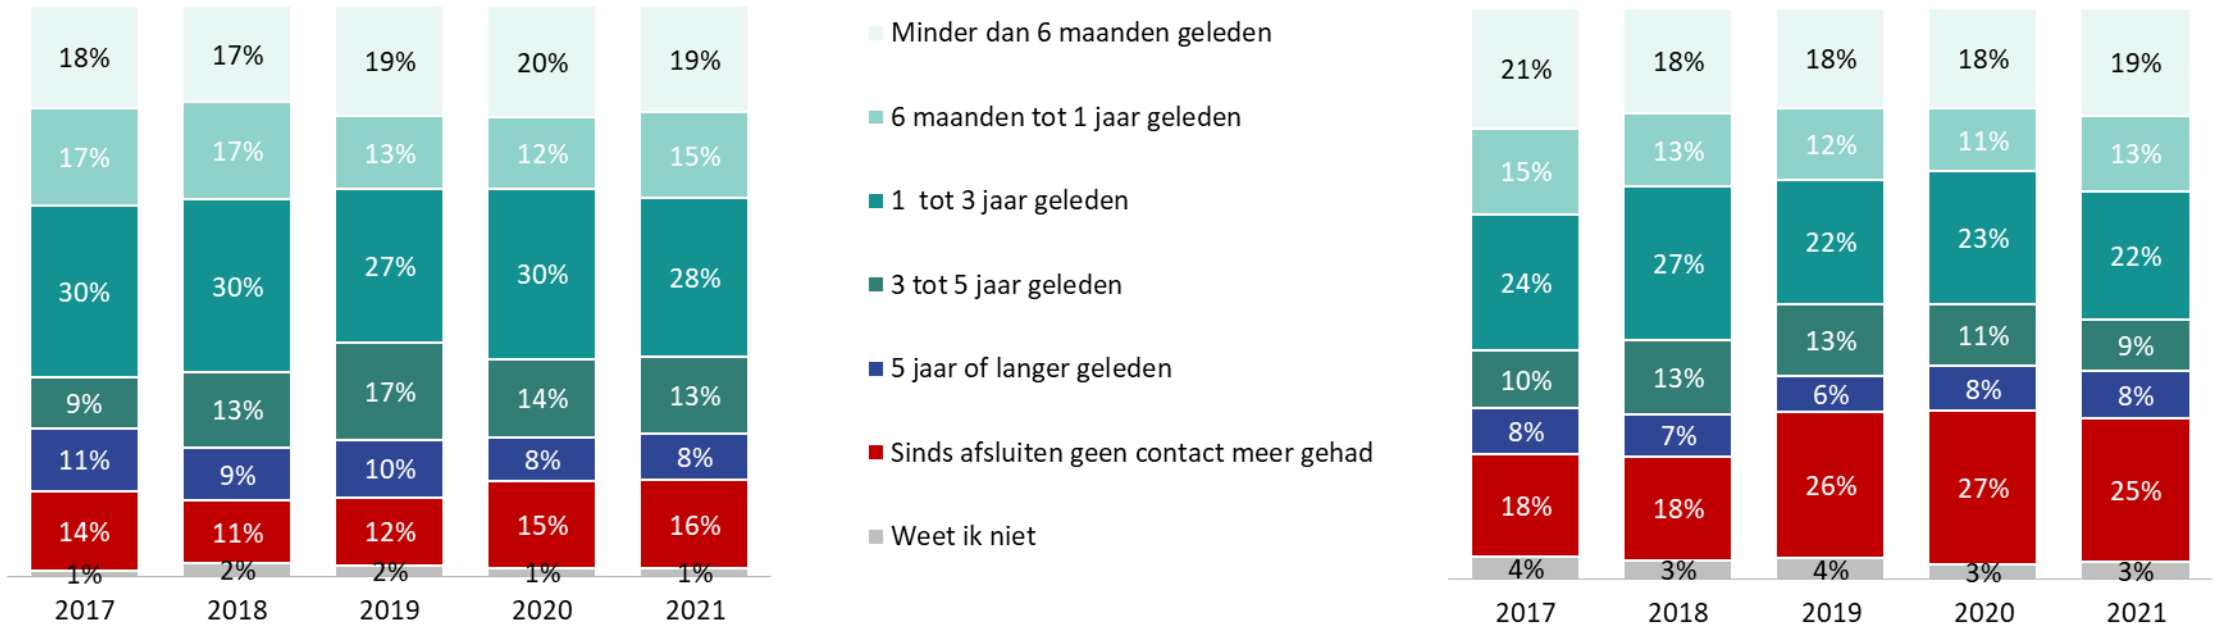 18% 17% 19% 20% 19%
17% 17% 13% 12% 15%
30% 30% 27% 30% 28%
9% 13% 17% 14% 13%
11% 9% 10% 8% 8%
14% 11% 12% 15% 16%
1% 2% 2% 1% 1%
2017 2018 2019 2020 2021
Minder dan 6 maanden geleden
6 maanden tot 1 jaar geleden
1 tot 3 jaar geleden
3 tot 5 jaar geleden
5 jaar of langer geleden
Sinds afsluiten geen contact meer gehad
Weet ik niet
21% 18% 18% 18% 19%
15% 13% 12% 11% 13%
24% 27% 22% 23% 22%
10% 13% 13% 11% 9%
8% 7% 6% 8% 8%
18% 18% 26% 27% 25%
4% 3% 4% 3% 3%
2017 2018 2019 2020 2021